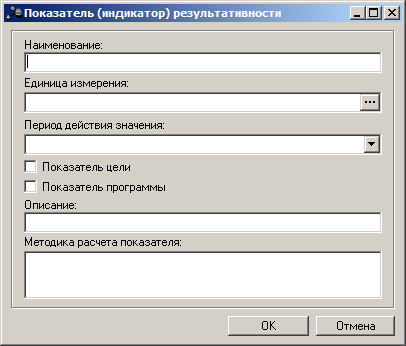 Показатель (индикатор) результативности
Наименование:
Единица измерения:
...
Период действия значения:
Показатель цели
Показатель программы
Описание:
Методика расчета показателя:
OK
Отмена